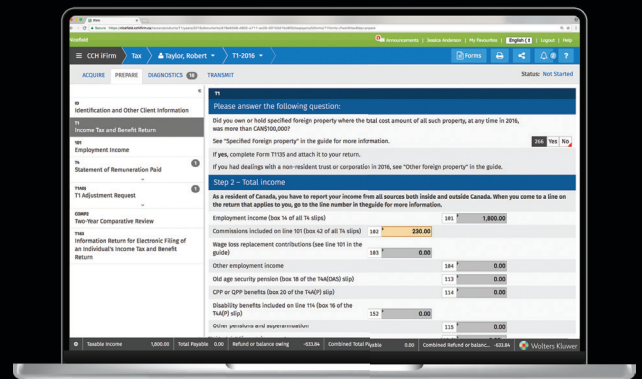 Announcements | Jessica Anderson | My Favourites | English | Logout | Help
CCH iFirm Tax Taylor, Robert T1-2016 Forms ?
ACQUIRE PREPARE DIAGNOSTICS 15 TRANSMIT Status: Not Started
ID
Identification and Other Client Information
T1
Income Tax and Benefit Return
101
Employment Income
T4
Statement of Remuneration Paid 1
T1ADJ
T1 Adjustment Request 1
COMP2
Two-Year Comparative Review
T183
Information Return for Electronic Filing of
an Individual's Income Tax and Benefit
Return
T1
Please answer the following question:
Did you own or hold specified foreign property where the total cost amount of all such property, at any time in 2016,
was more than CAN$100,000?
See "Specified foreign property" in the guide for more information. 266 Yes No
If yes, complete Form T1135 and attach it to your return.
If you had dealings with a non-resident trust or corporation in 2016, see "Other foreign property" in the guide.
Step 2 – Total income
As a resident of Canada, you have to report your income from all sources both inside and outside Canada. When you come to a line on
the return that applies to you, go to the line number in theguide for more information.
Employment income (box 14 of all T4 slips) 101 1,800.00
Commissions included on line 101 (box 42 of all T4 slips) 102 230.00
Wage loss replacement contributions (see line 101 in the
guide) 103 0.00
Other employment income 104 0.00
Old age security pension (box 18 of the T4A(OAS) slip) 113 0.00
CPP or QPP benefits (box 20 of the T4A(P) slip) 114 0.00
Disability benefits included on line 114 (box 16 of the
T4A(P) slip) 152 0.00
Other pensions and superannuation 115 0.00
Taxable Income 1,800.00 Total Payable 0.00 Refund or balance owing -633.84 Combined Total Payable 0.00 Combined Refund or balanc... -633.84 Wolters Kluwer